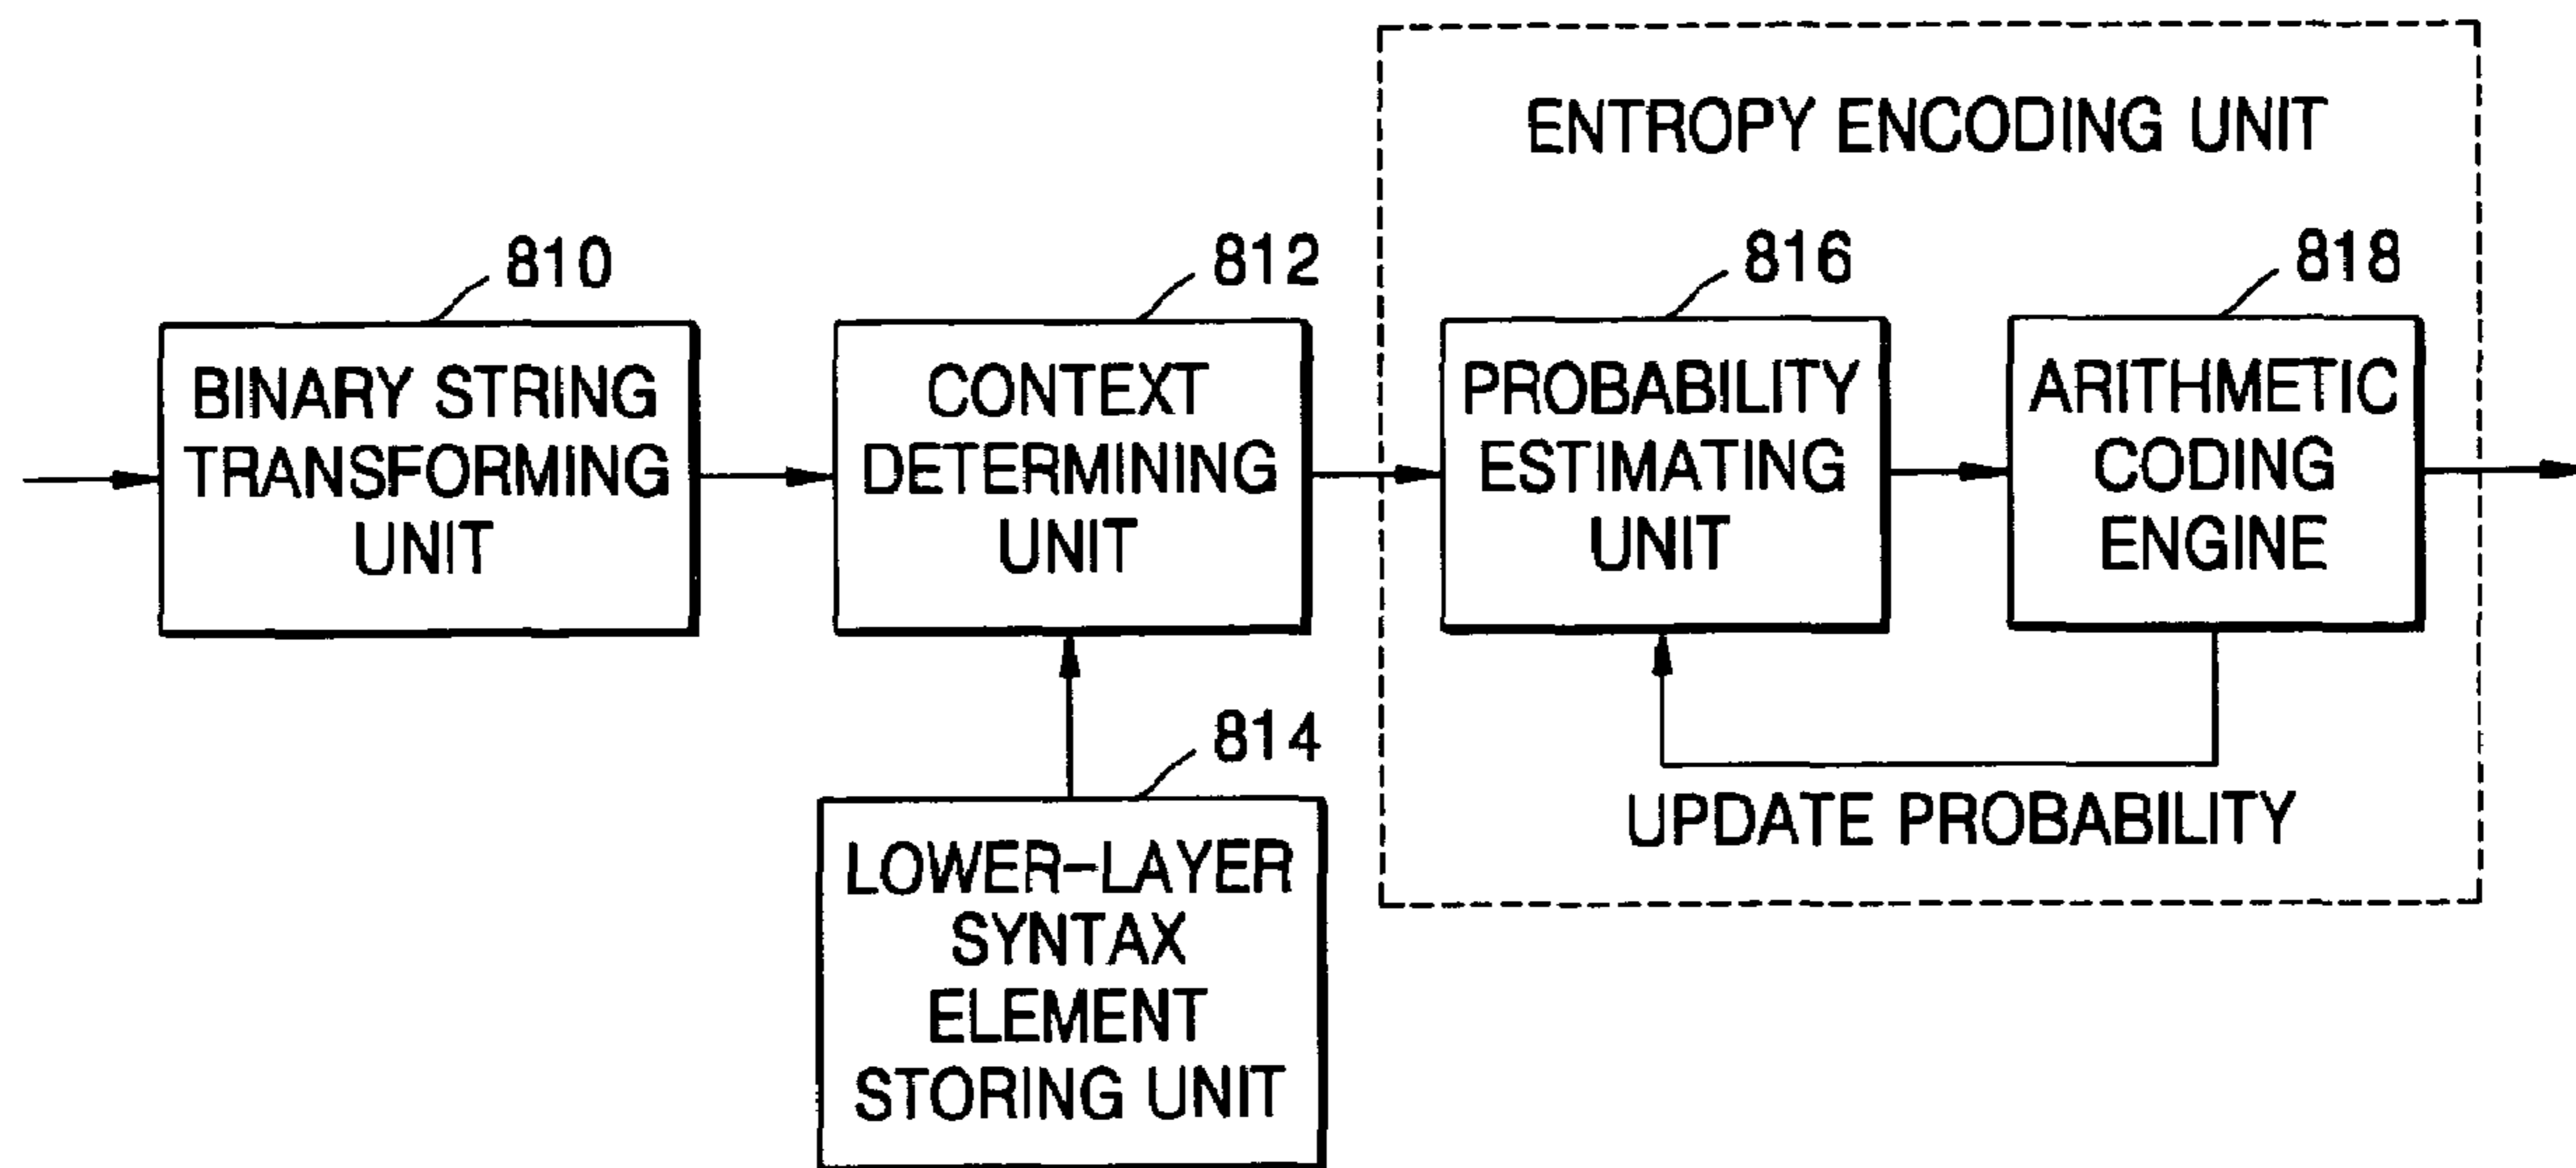 ENTROPY ENCODING UNIT
810
BINARY STRING
TRANSFORMING
UNIT
812
CONTEXT
DETERMINING
UNIT
816
PROBABILITY
ESTIMATING
UNIT
818
ARITHMETIC
CODING
ENGINE
UPDATE PROBABILITY
814
LOWER-LAYER
SYNTAX
ELEMENT
STORING UNIT